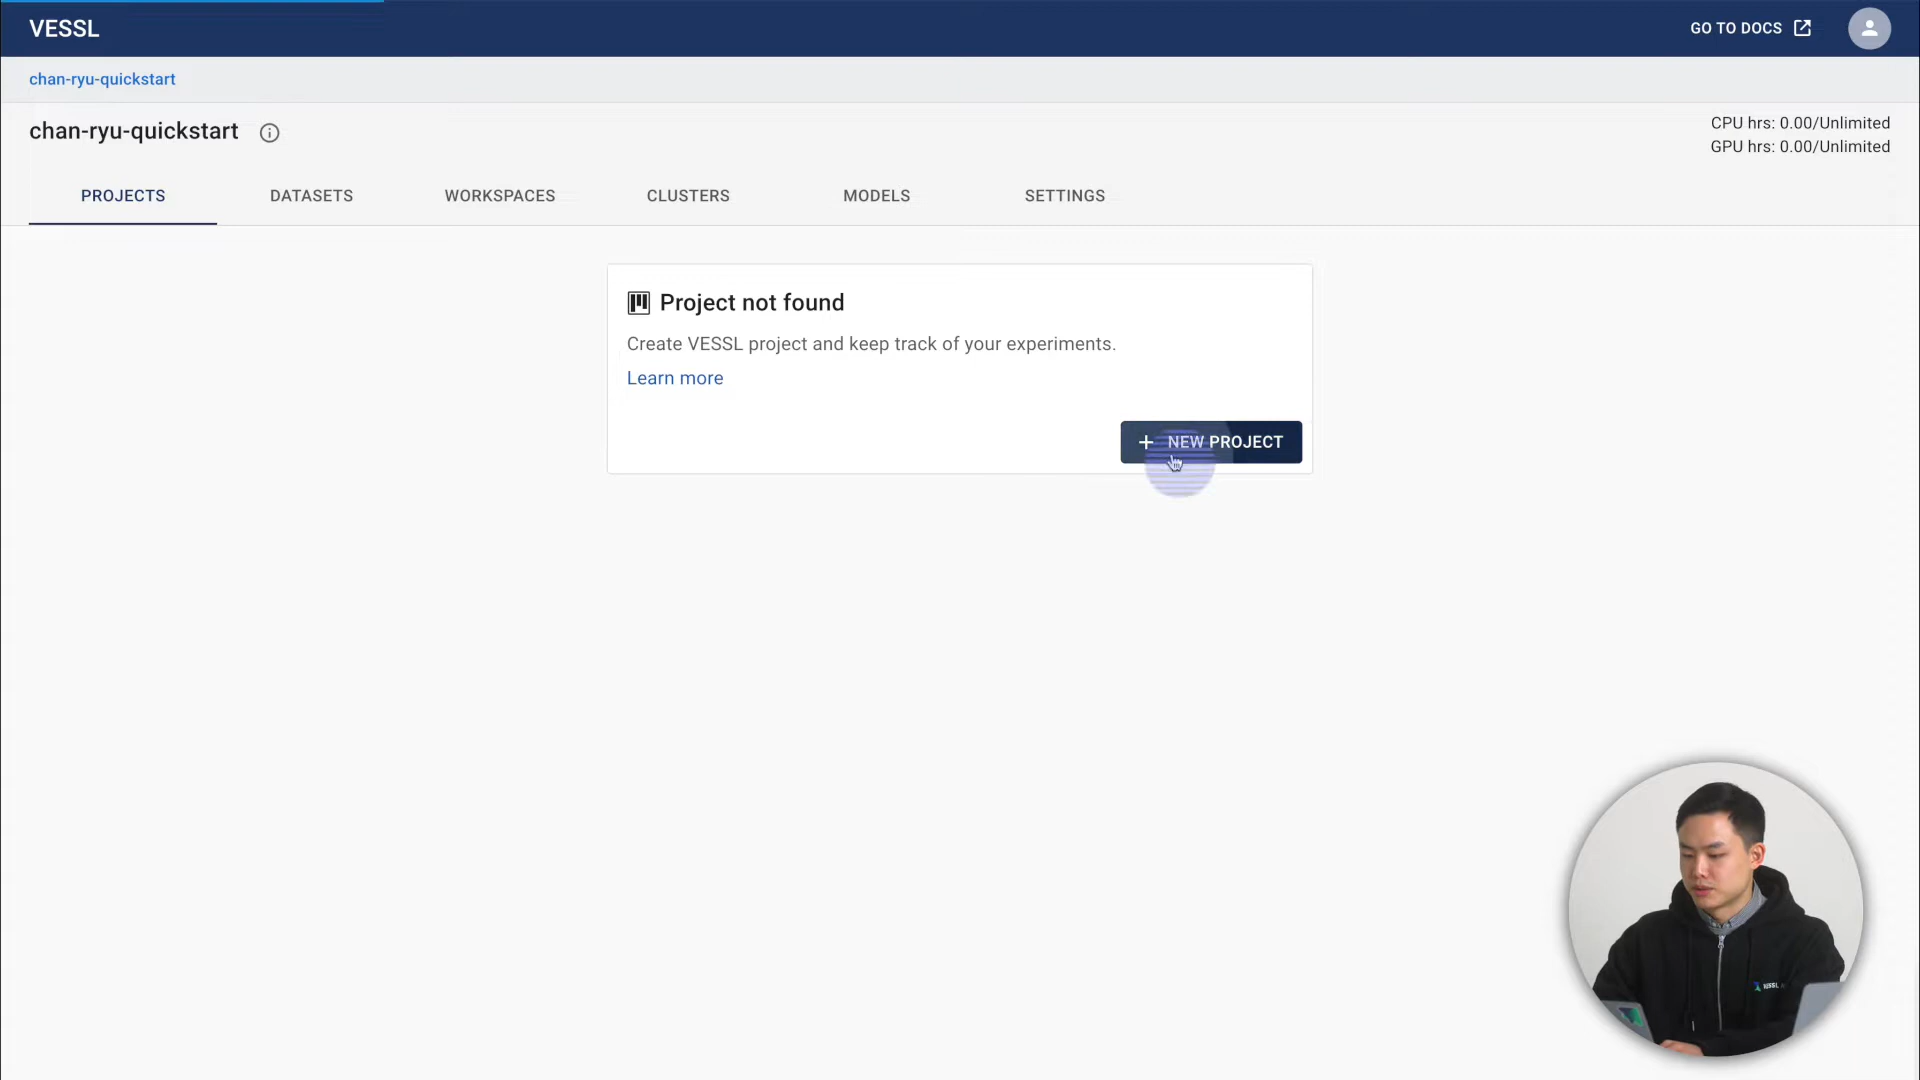 VESSL
GO TO DOCS
chan-ryu-quickstart
chan-ryu-quickstart
CPU hrs: 0.00/Unlimited
GPU hrs: 0.00/Unlimited
PROJECTS
DATASETS
WORKSPACES
CLUSTERS
MODELS
SETTINGS
Project not found
Create VESSL project and keep track of your experiments.
Learn more
+ NEW PROJECT
VESSL